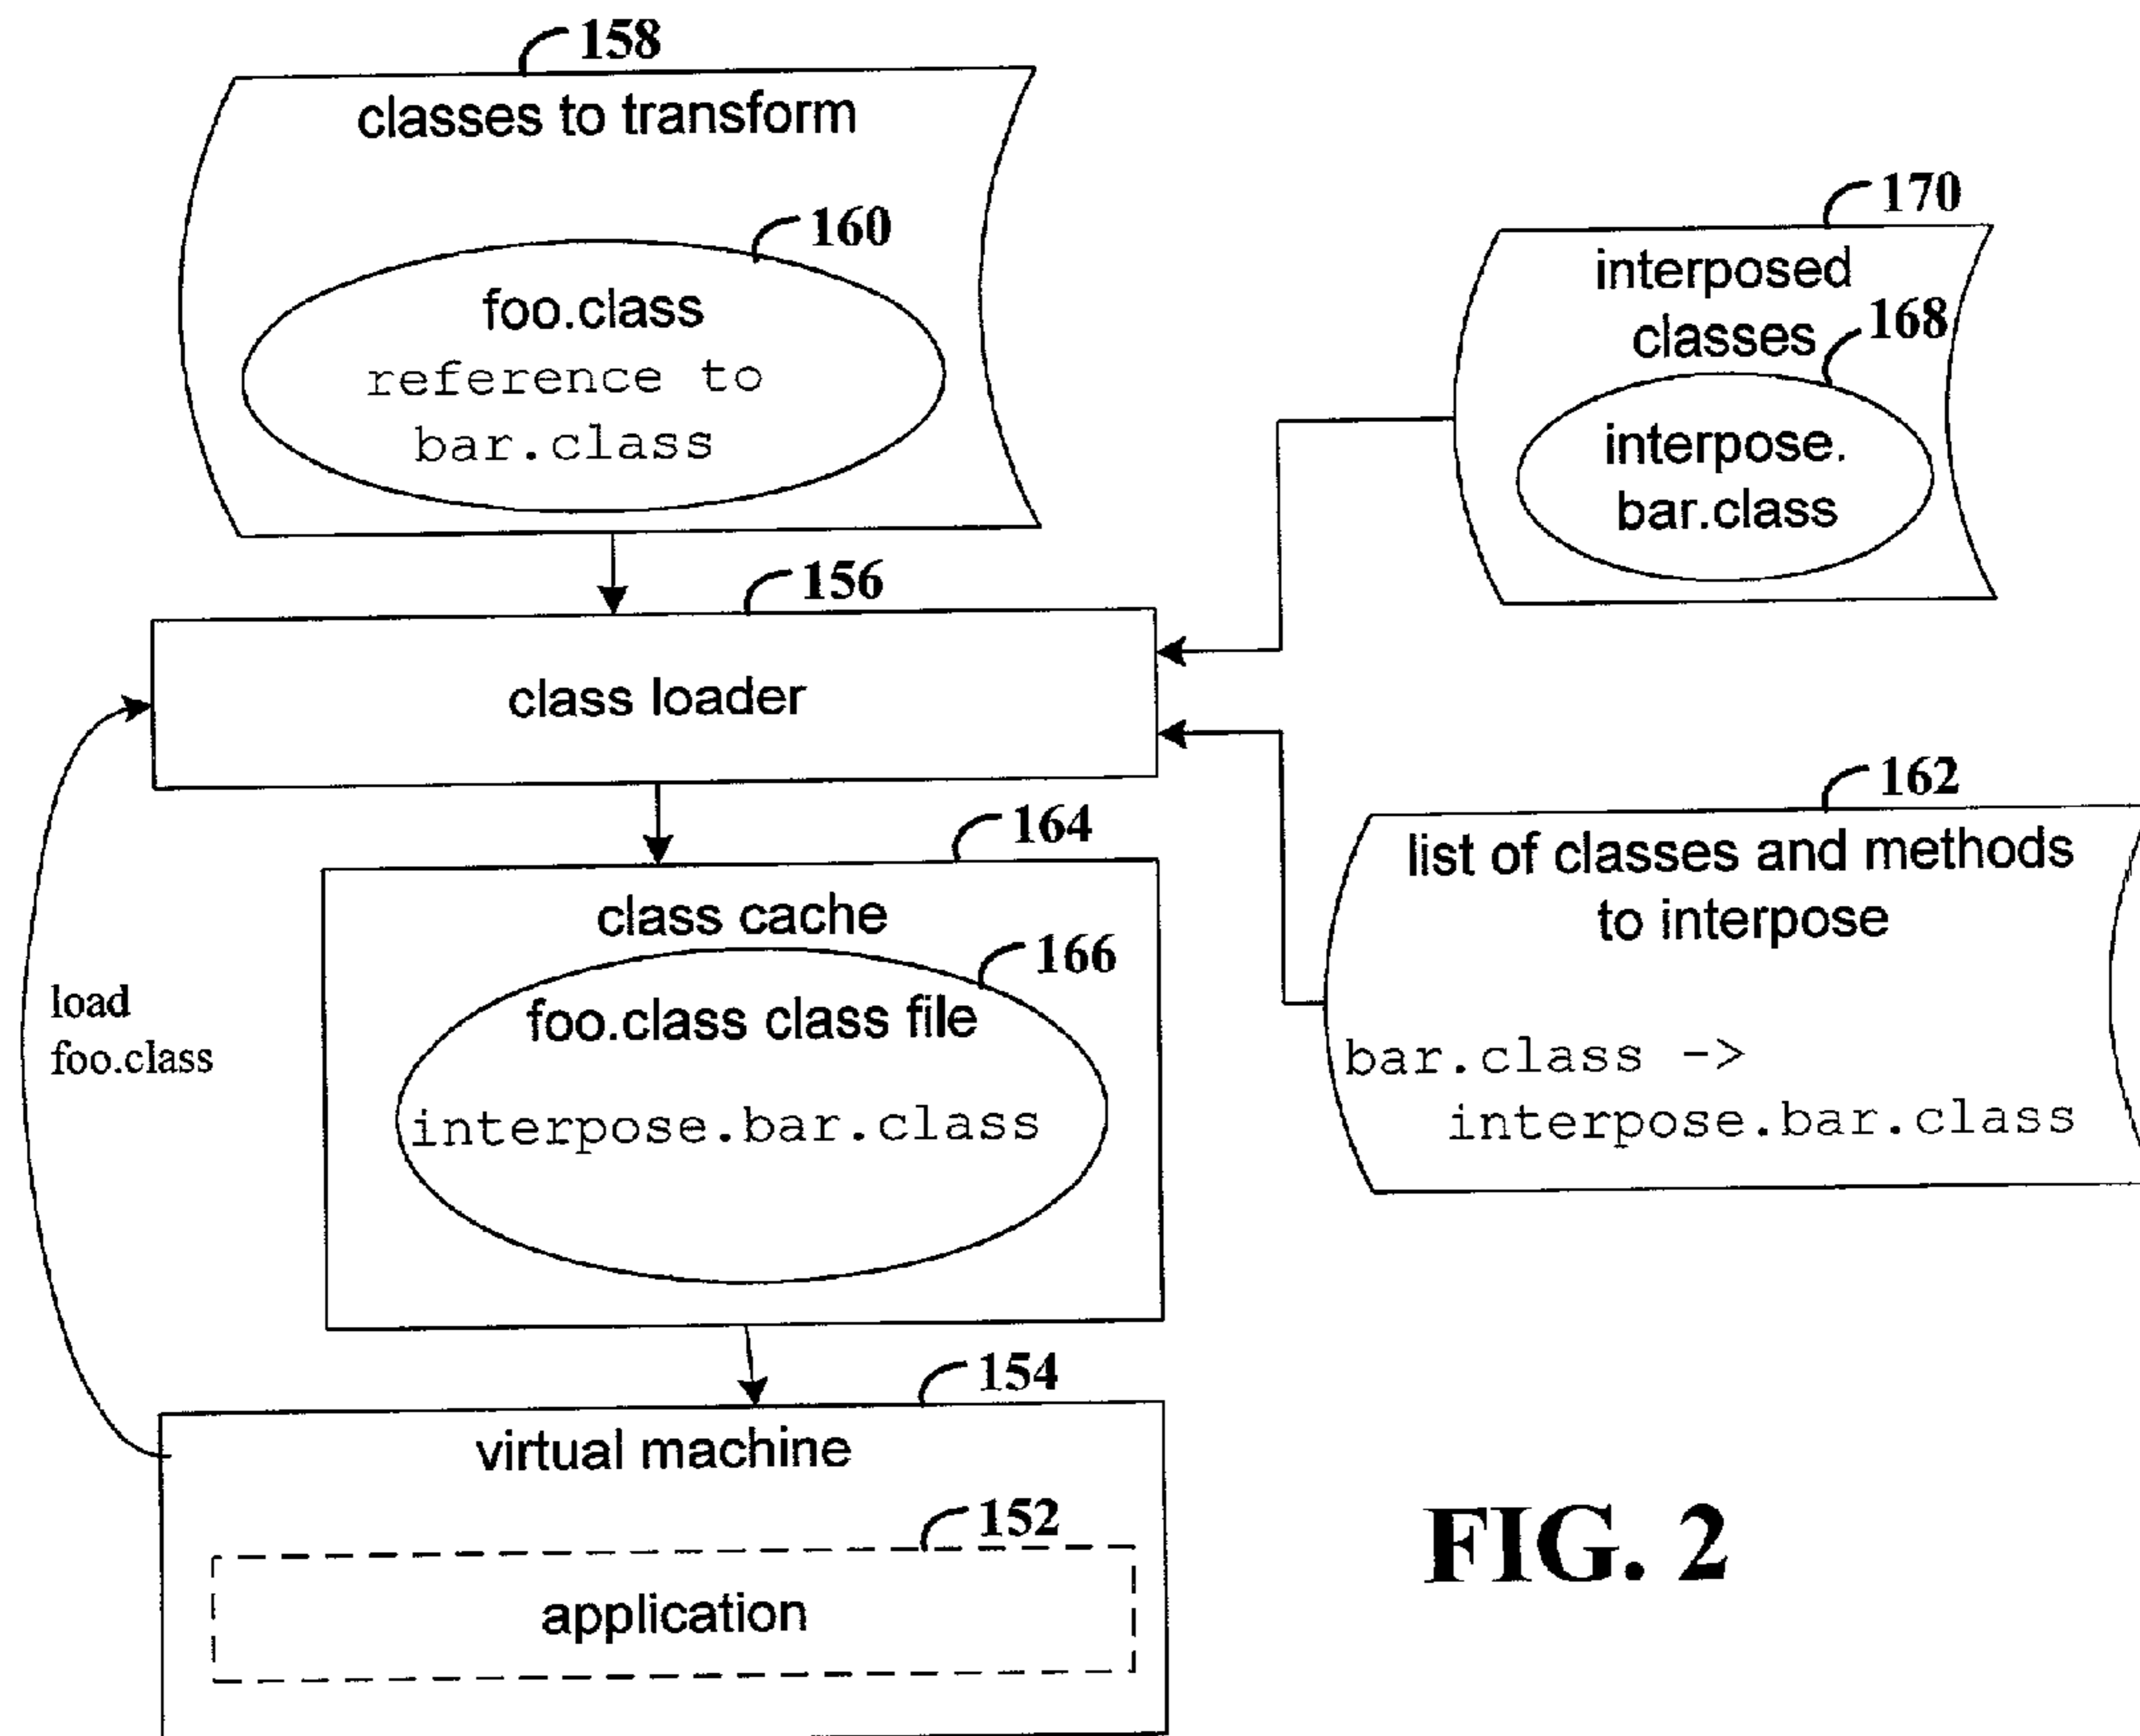 158
classes to transform
160
foo.class
reference to
bar.class
170
interposed
classes
168
interpose.
bar.class
156
class loader
162
list of classes and methods
to interpose
bar.class ->
interpose.bar.class
164
class cache
166
foo.class class file
interpose.bar.class
load
foo.class
154
virtual machine
152
application
FIG. 2